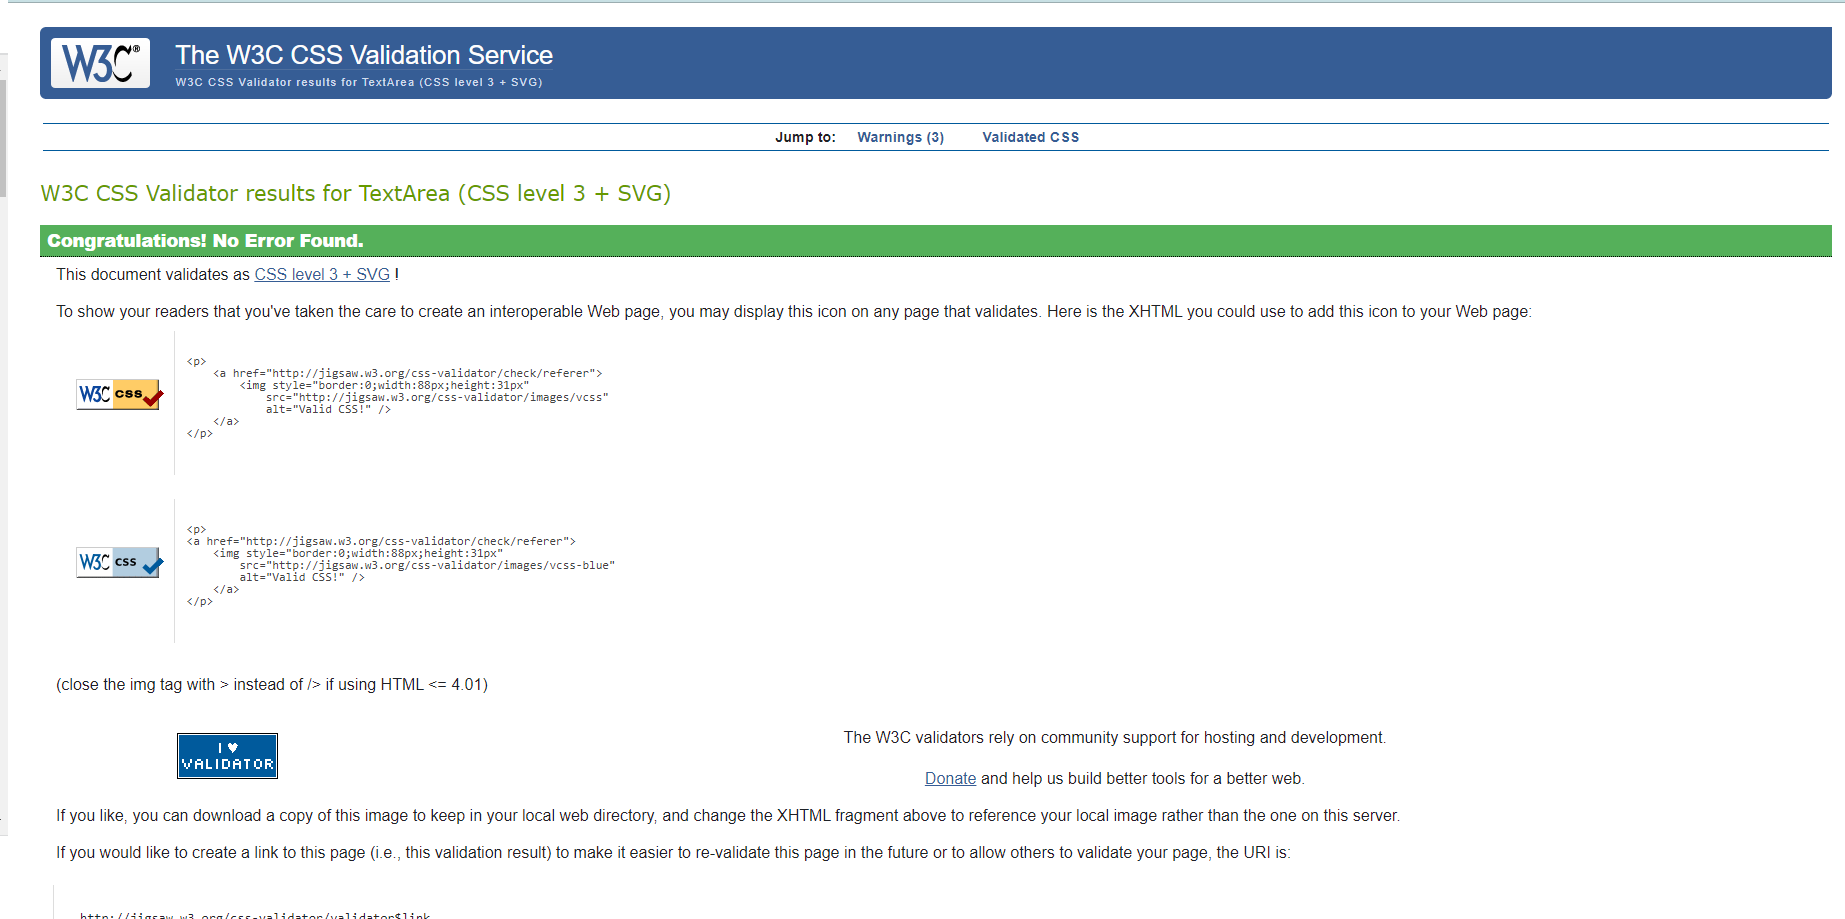 W3C®
The W3C CSS Validation Service
W3C CSS Validator results for TextArea (CSS level 3 + SVG)
Jump to: Warnings (3) Validated CSS
W3C CSS Validator results for TextArea (CSS level 3 + SVG)
Congratulations! No Error Found.
This document validates as CSS level 3 + SVG !
To show your readers that you've taken the care to create an interoperable Web page, you may display this icon on any page that validates. Here is the XHTML you could use to add this icon to your Web page:
W3C css
<p>
<a href="http://jigsaw.w3.org/css-validator/check/referer">
<img style="border:0;width:88px;height:31px"
src="http://jigsaw.w3.org/css-validator/images/vcss"
alt="Valid CSS!" />
</a>
</p>
W3C css
<p>
<a href="http://jigsaw.w3.org/css-validator/check/referer">
<img style="border:0;width:88px;height:31px"
src="http://jigsaw.w3.org/css-validator/images/vcss-blue"
alt="Valid CSS!" />
</a>
</p>
(close the img tag with > instead of /> if using HTML <= 4.01)
I ♥
VALIDATOR
The W3C validators rely on community support for hosting and development.
Donate and help us build better tools for a better web.
If you like, you can download a copy of this image to keep in your local web directory, and change the XHTML fragment above to reference your local image rather than the one on this server.
If you would like to create a link to this page (i.e., this validation result) to make it easier to re-validate this page in the future or to allow others to validate your page, the URI is:
http://jigsaw.w3.org/css-validator/validator$link